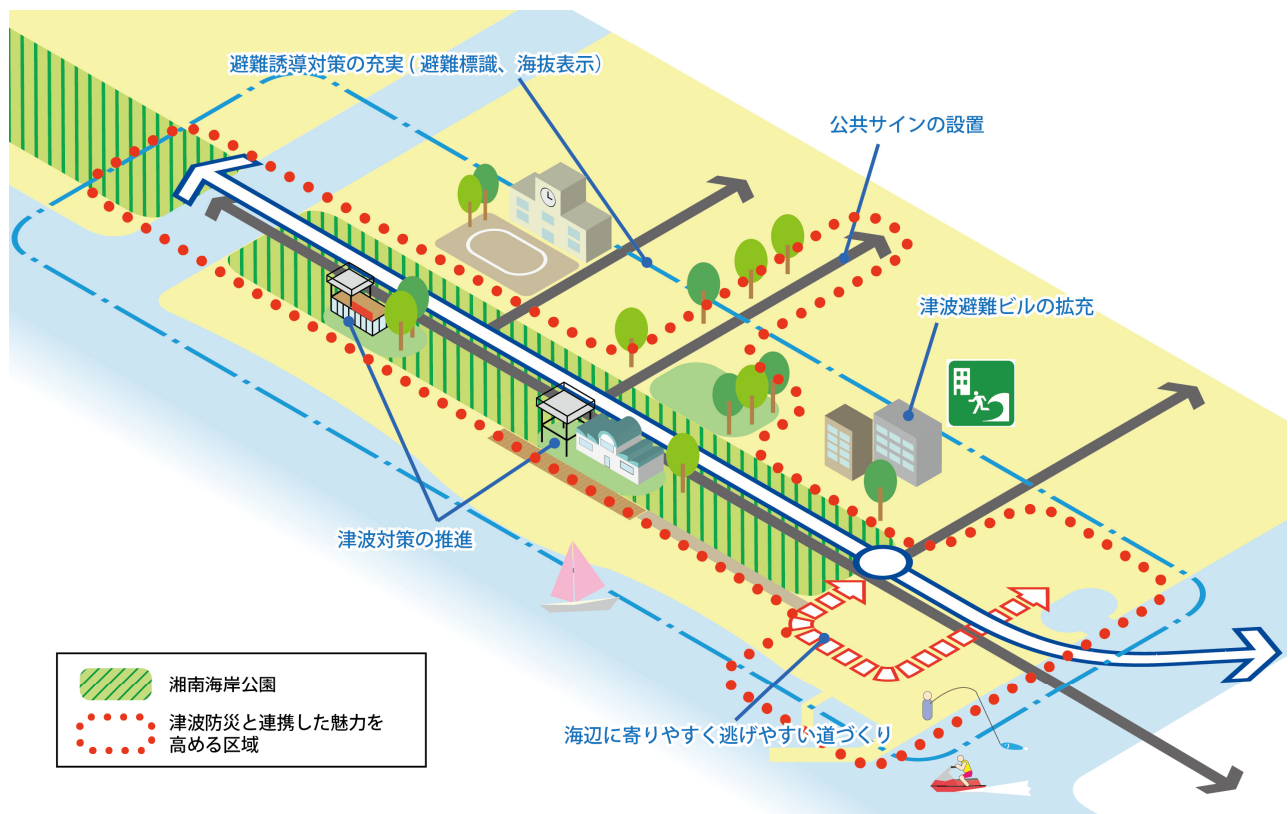 避難誘導対策の充実(避難標識、海抜表示)
公共サインの設置
津波避難ビルの拡充
津波対策の推進
海辺に寄りやすく逃げやすい道づくり
湘南海岸公園
津波防災と連携した魅力を
高める区域